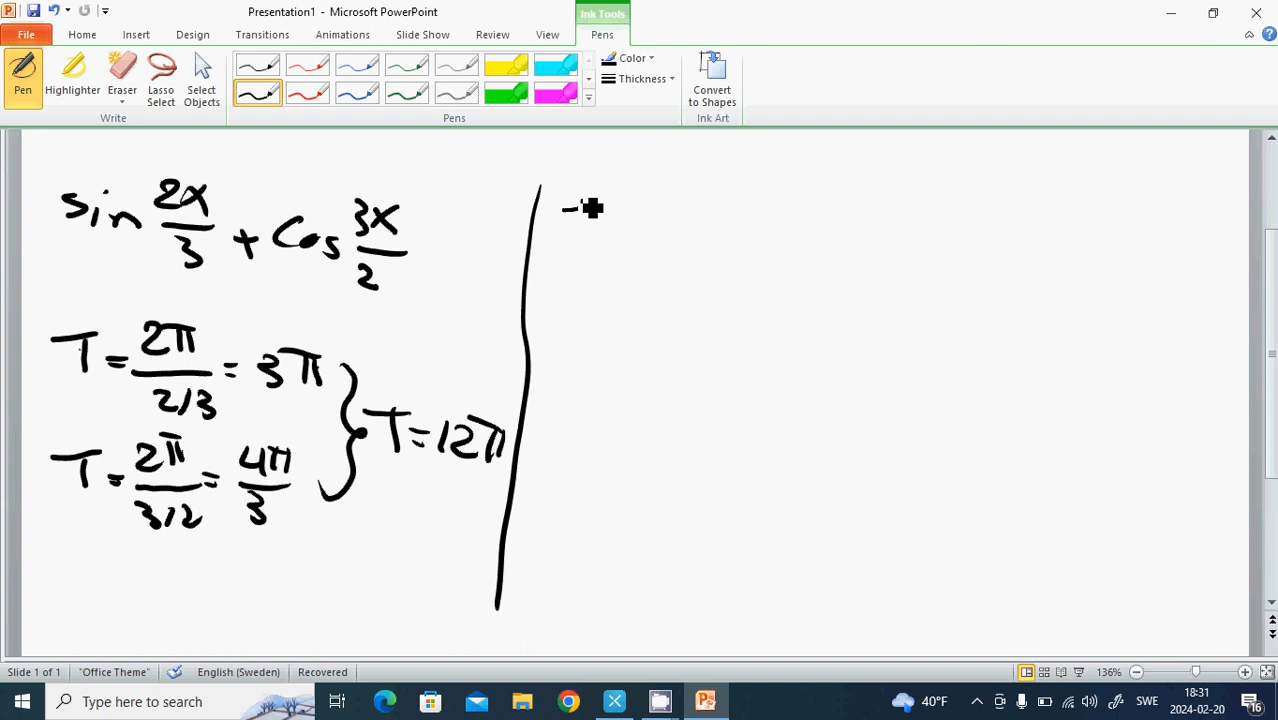 Presentation1 - Microsoft PowerPoint
Ink Tools
File Home Insert Design Transitions Animations Slide Show Review View Pens
Pen Highlighter Eraser Lasso Select Select Objects
Color
Thickness
Convert to Shapes
Write Pens Ink Art
sin 2x/3 + cos 3x/2
T = 2π/(2/3) = 3π
T = 12π
T = 2π/(3/2) = 4π/3
Slide 1 of 1 "Office Theme" English (Sweden) Recovered 136%
Type here to search
40°F
SWE
18:31
2024-02-20
16